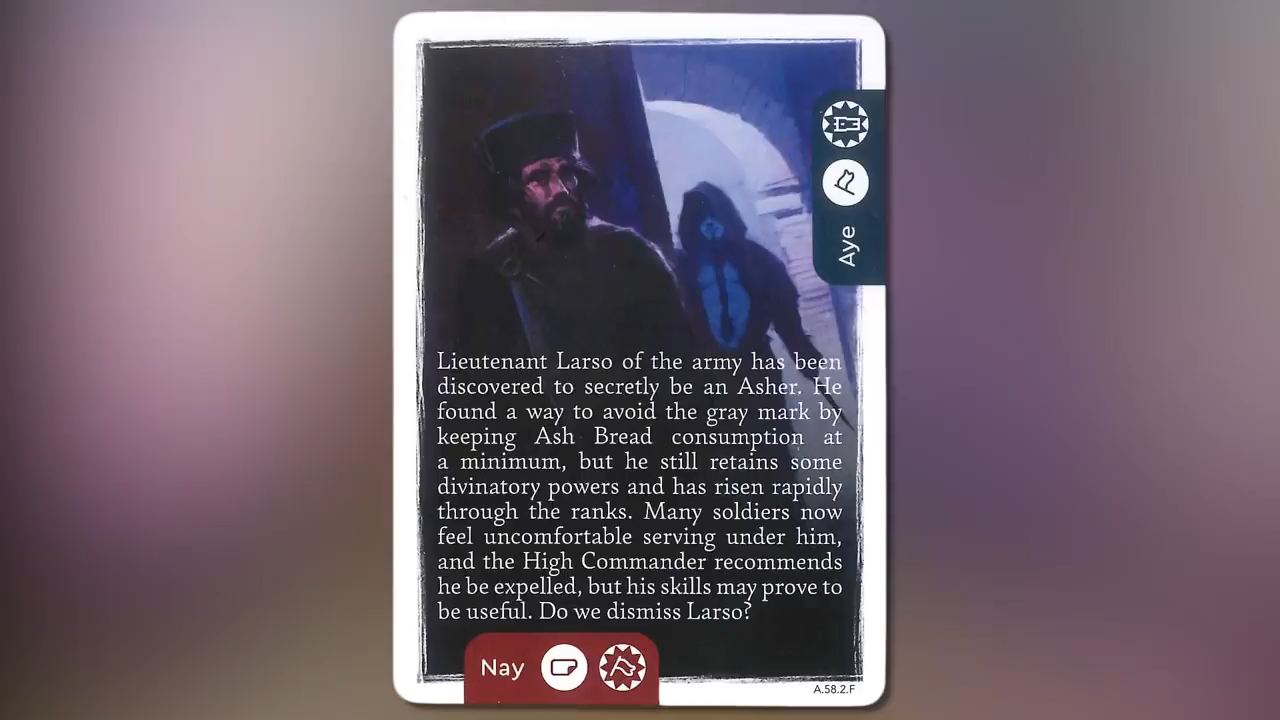 Aye
Lieutenant Larso of the army has been
discovered to secretly be an Asher. He
found a way to avoid the gray mark by
keeping Ash Bread consumption at
a minimum, but he still retains some
divinatory powers and has risen rapidly
through the ranks. Many soldiers now
feel uncomfortable serving under him,
and the High Commander recommends
he be expelled, but his skills may prove to
be useful. Do we dismiss Larso?
Nay
A.58.2.F